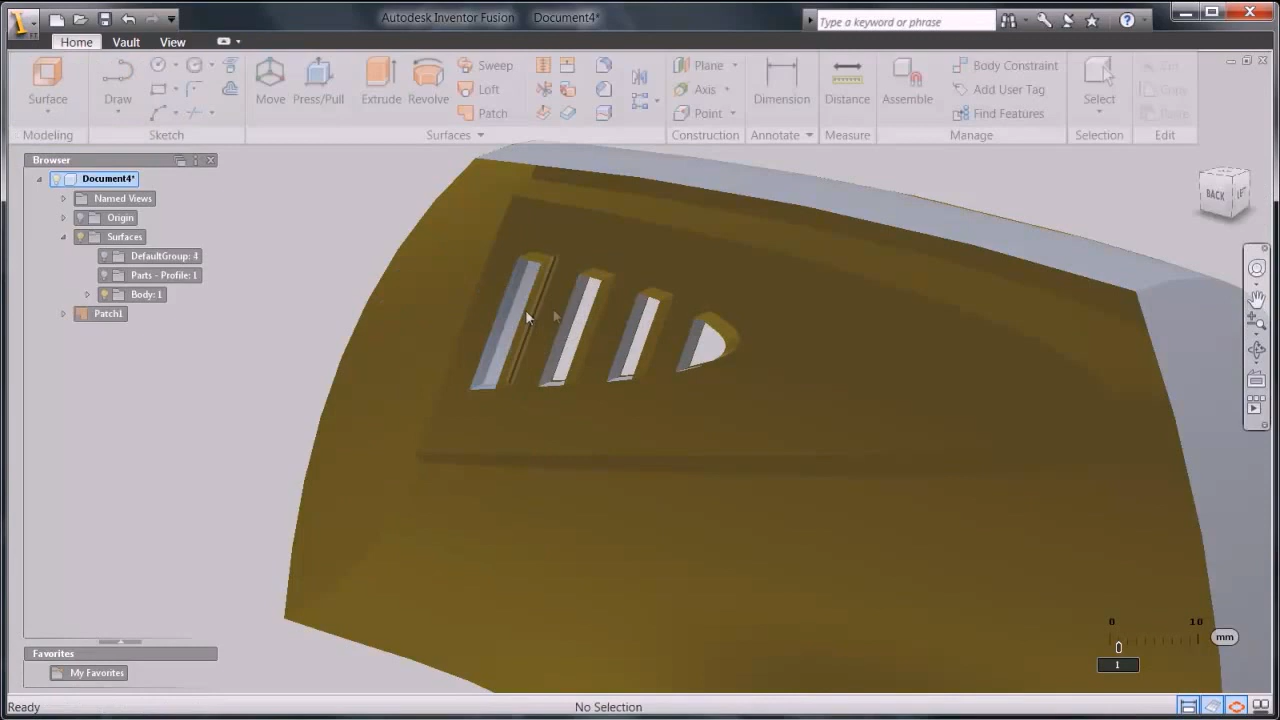 Autodesk Inventor Fusion Document4*
Type a keyword or phrase
Home Vault View
Surface
Draw
Move
Press/Pull
Extrude
Revolve
Sweep
Loft
Patch
Plane
Axis
Point
Dimension
Distance
Assemble
Body Constraint
Add User Tag
Find Features
Select
Modeling Sketch Surfaces Construction Annotate Measure Manage Selection Edit
Browser
Document4*
Named Views
Origin
Surfaces
DefaultGroup: 4
Parts - Profile: 1
Body: 1
Patch1
BACK
0 10
mm
1
Favorites
My Favorites
Ready No Selection